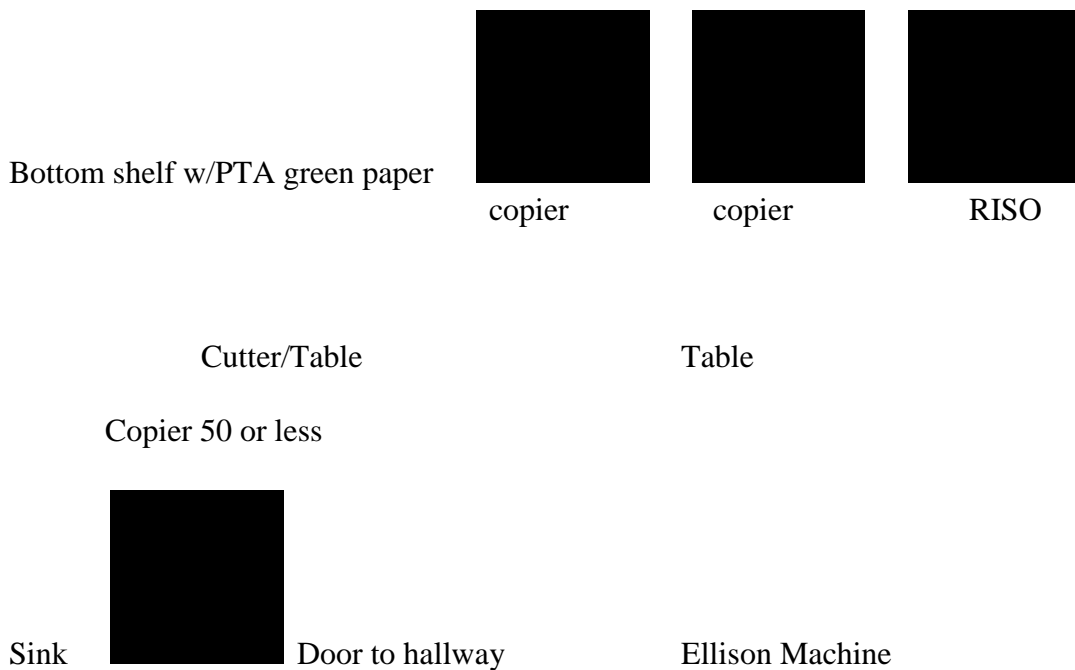 Bottom shelf w/PTA green paper
copier copier RISO
Cutter/Table Table
Copier 50 or less
Sink Door to hallway Ellison Machine